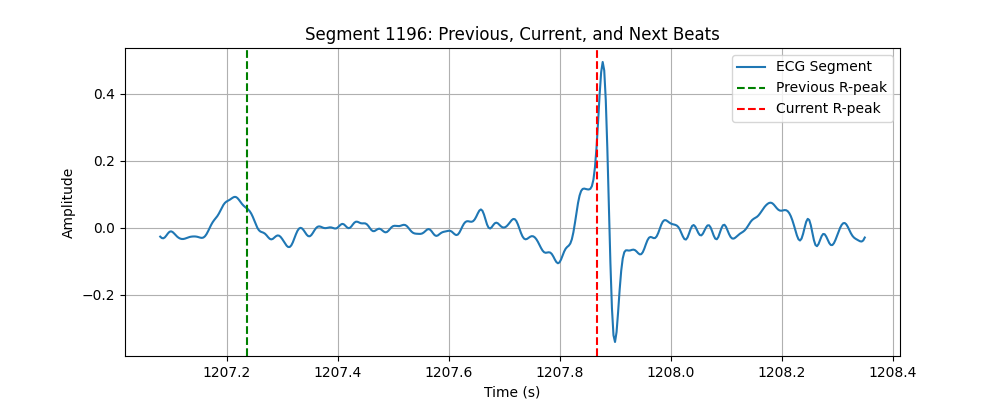 Segment 1196: Previous, Current, and Next Beats
ECG Segment
Previous R-peak
Current R-peak
0.4
0.2
0.0
−0.2
Amplitude
1207.2 1207.4 1207.6 1207.8 1208.0 1208.2 1208.4
Time (s)